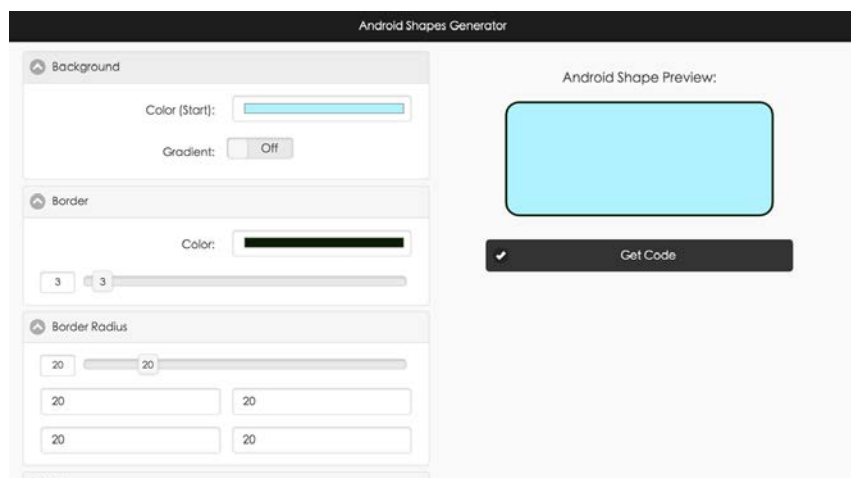 Android Shapes Generator
Background
Color (Start):
Gradient: Off
Border
Color:
3 3
Border Radius
20 20
20 20
20 20
Android Shape Preview:
Get Code